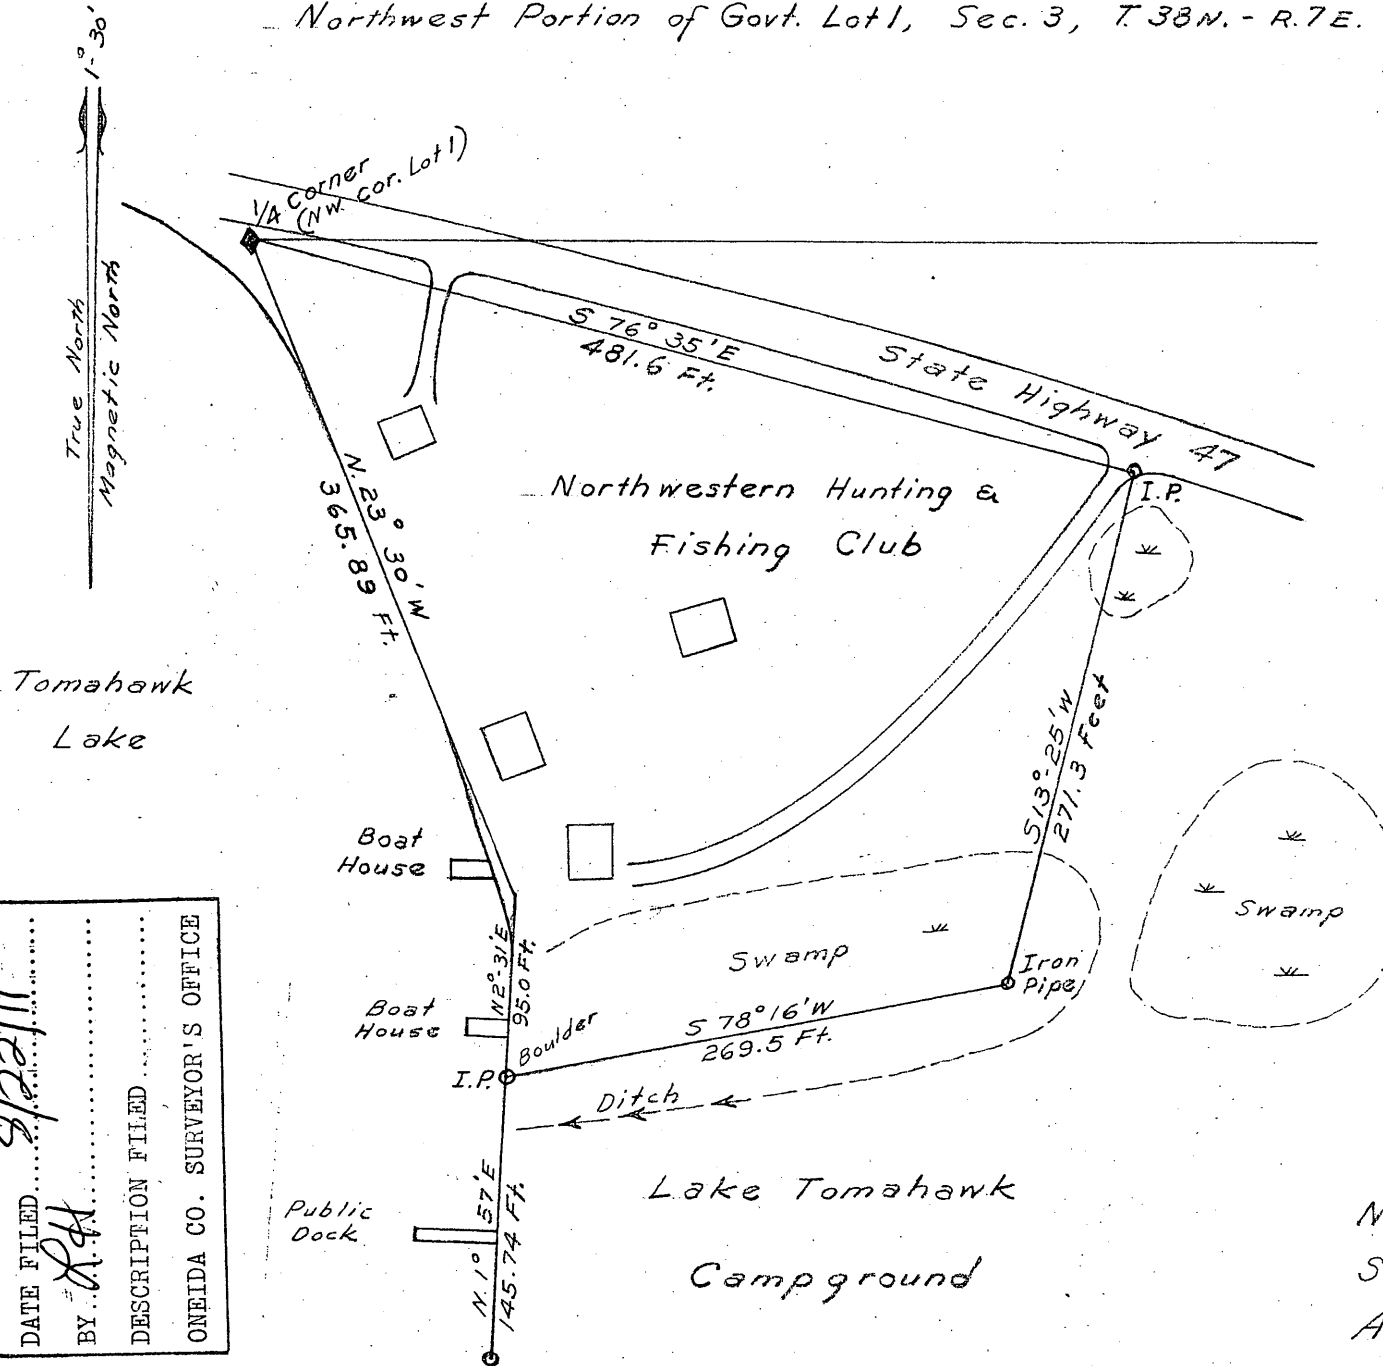 Northwest Portion of Govt. Lot 1, Sec. 3, T. 38 N. - R. 7 E.
1°-30'
True North
Magnetic North
1/4 Corner
(NW. cor. Lot 1)
S 76° 35' E
481.6 Ft.
State Highway 47
I.P.
N. 23° 30' W
365.89 Ft.
Northwestern Hunting &
Fishing Club
Tomahawk
Lake
S 13°-25' W
271.3 Feet
Boat
House
Swamp
Swamp
Iron
Pipe
N 2°-31' E
95.0 Ft.
Boat
House
Boulder
I.P.
S 78° 16' W
269.5 Ft.
Ditch
Public
Dock
N. 1° 57' E
145.74 Ft.
Lake Tomahawk
Campground
DATE FILED
BY
DESCRIPTION FILED
ONEIDA CO. SURVEYOR'S OFFICE
N
S
A